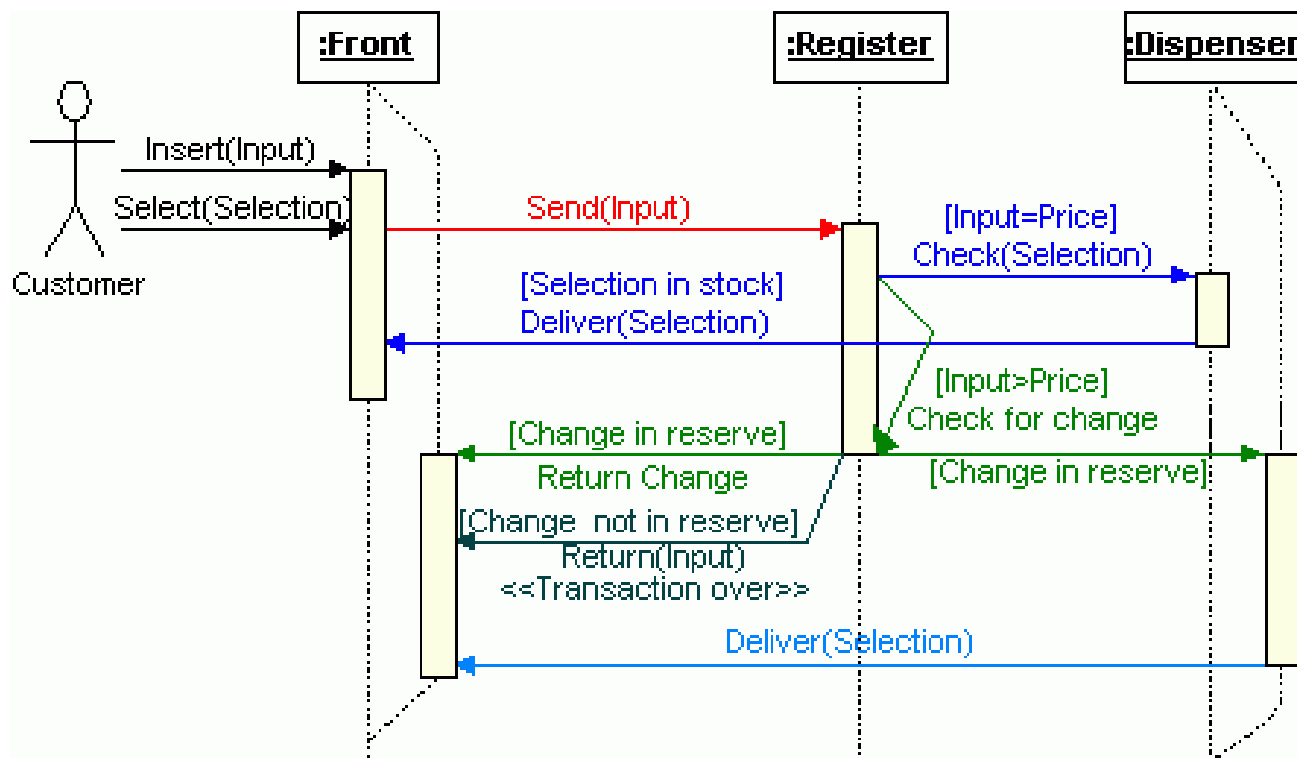 :Front
:Register
:Dispenser
Insert(Input)
Select(Selection)
Customer
Send(Input)
[Input=Price]
Check(Selection)
[Selection in stock]
Deliver(Selection)
[Input>Price]
Check for change
[Change in reserve]
Return Change
[Change in reserve]
[Change not in reserve]
Return(Input)
<<Transaction over>>
Deliver(Selection)